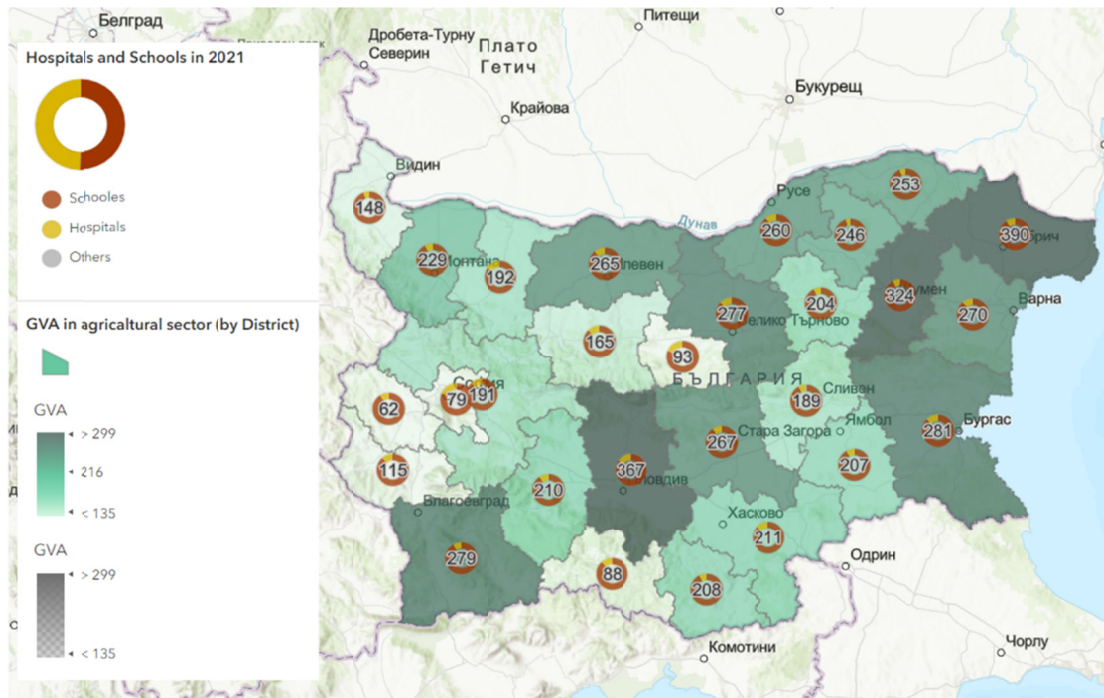 Белград
Питещи
Дробета-Турну
Северин
Плато
Гетич
Букурещ
Крайова
Hospitals and Schools in 2021
Schooles
Hospitals
Others
GVA in agricaltural sector (by District)
GVA
> 299
216
< 135
GVA
> 299
< 135
Видин
148
Русе
253
Дунав
260
246
390
229
192
265
324
Варна
204
277
270
Търново
165
93
БЪЛГАРИЯ
София
79
191
62
189
Сливен
281
Бургас
267
Стара Загора
Ямбол
115
367
207
210
Благоевград
Хасково
211
279
Одрин
88
208
Чорлу
Комотини